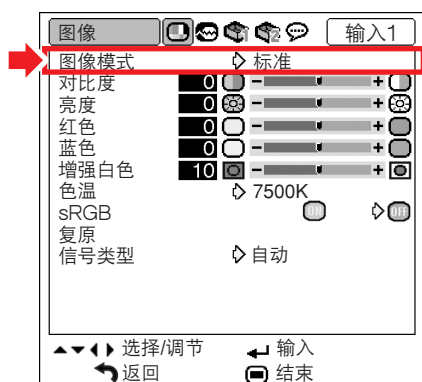 图像 输入1
图像模式 标准
对比度 0 − +
亮度 0 − +
红色 0 − +
蓝色 0 − +
增强白色 10 − +
色温 7500K
sRGB ON OFF
复原
信号类型 自动
选择/调节 输入
返回 结束